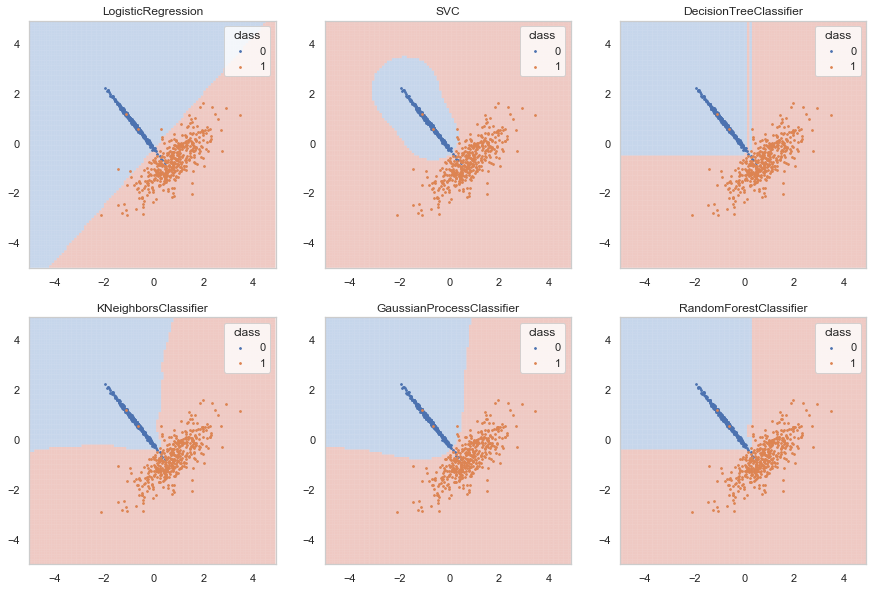 LogisticRegression
SVC
DecisionTreeClassifier
class
0
1
class
0
1
class
0
1
4
2
0
−2
−4
4
2
0
−2
−4
4
2
0
−2
−4
−4 −2 0 2 4
−4 −2 0 2 4
−4 −2 0 2 4
KNeighborsClassifier
GaussianProcessClassifier
RandomForestClassifier
class
0
1
class
0
1
class
0
1
4
2
0
−2
−4
4
2
0
−2
−4
4
2
0
−2
−4
−4 −2 0 2 4
−4 −2 0 2 4
−4 −2 0 2 4